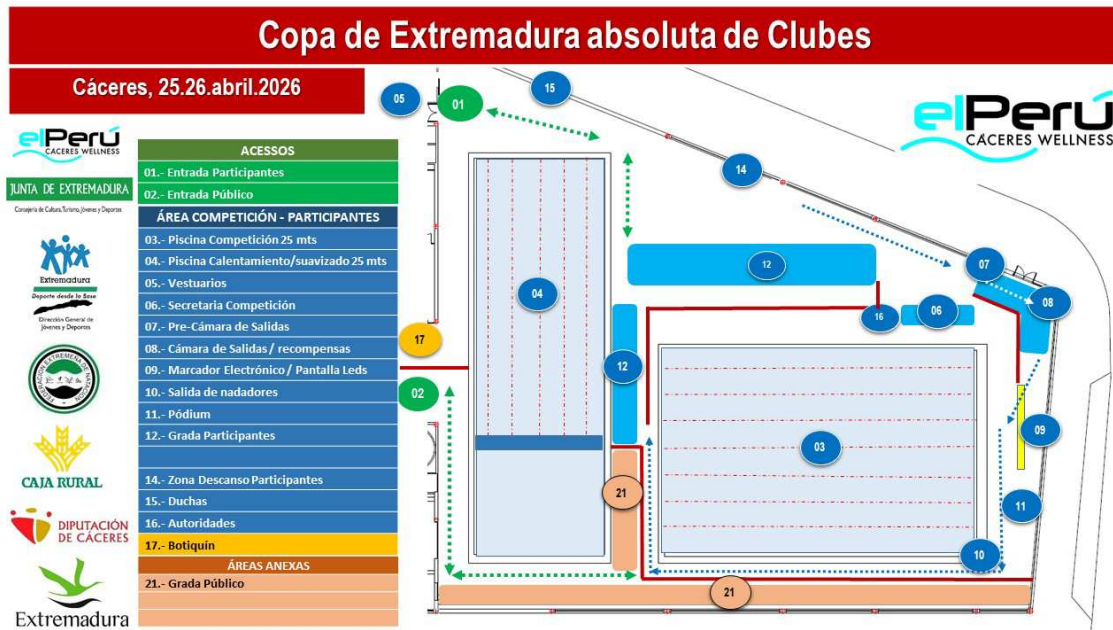 Copa de Extremadura absoluta de Clubes
Cáceres, 25.26.abril.2026
elPerú
CÁCERES WELLNESS
JUNTA DE EXTREMADURA
Consejería de Cultura, Turismo, Jóvenes y Deportes
Extremadura
Deporte desde la Base
Dirección General de
Jóvenes y Deportes
FEDERACIÓN EXTREMEÑA DE NATACIÓN
CAJA RURAL
DIPUTACIÓN
DE CÁCERES
Extremadura
ACESSOS
01.- Entrada Participantes
02.- Entrada Público
ÁREA COMPETICIÓN - PARTICIPANTES
03.- Piscina Competición 25 mts
04.- Piscina Calentamiento/suavizado 25 mts
05.- Vestuarios
06.- Secretaria Competición
07.- Pre-Cámara de Salidas
08.- Cámara de Salidas / recompensas
09.- Marcador Electrónico / Pantalla Leds
10.- Salida de nadadores
11.- Pódium
12.- Grada Participantes
14.- Zona Descanso Participantes
15.- Duchas
16.- Autoridades
17.- Botiquín
ÁREAS ANEXAS
21.- Grada Público
elPerú
CÁCERES WELLNESS
05
01
15
14
12
07
08
04
16
06
17
12
02
03
09
21
11
10
21